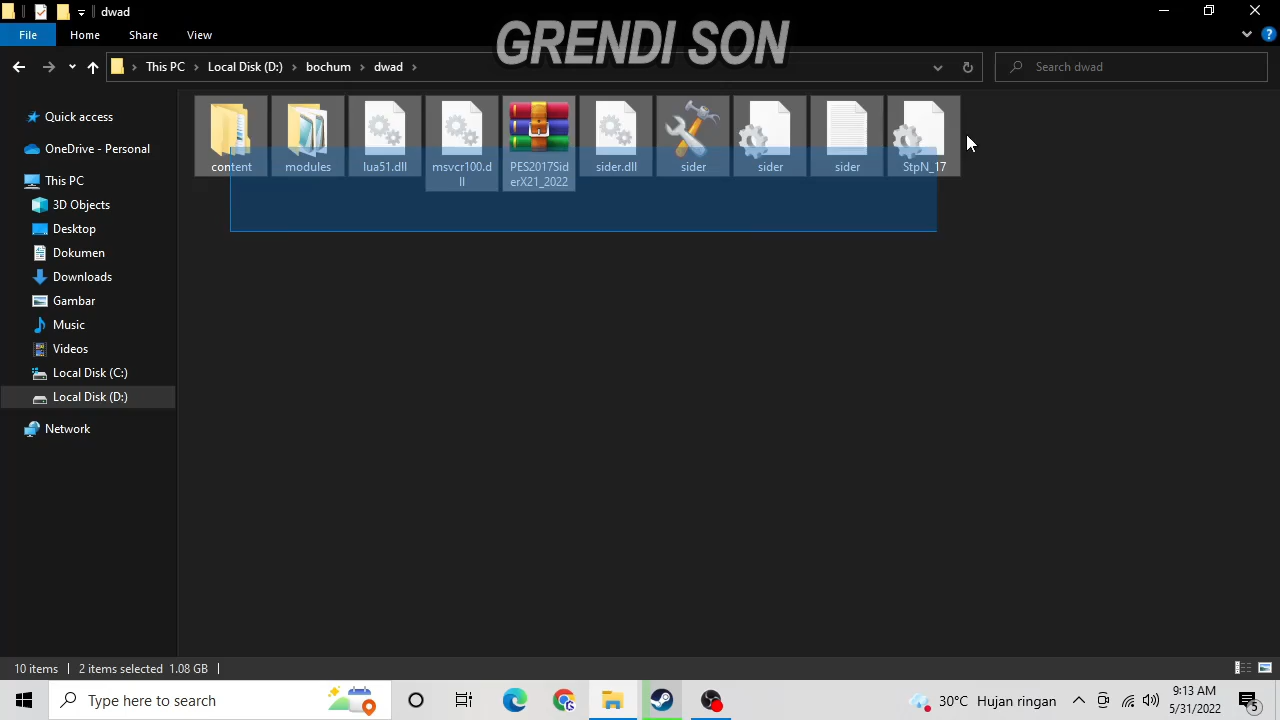 dwad
GRENDI SON
File
Home
Share
View
This PC
Local Disk (D:)
bochum
dwad
Search dwad
Quick access
OneDrive - Personal
This PC
3D Objects
Desktop
Dokumen
Downloads
Gambar
Music
Videos
Local Disk (C:)
Local Disk (D:)
Network
content
modules
lua51.dll
msvcr100.d
ll
PES2017Sid
erX21_2022
sider.dll
sider
sider
sider
StpN_17
10 items
2 items selected 1.08 GB
Type here to search
30°C Hujan ringan
9:13 AM
5/31/2022
5